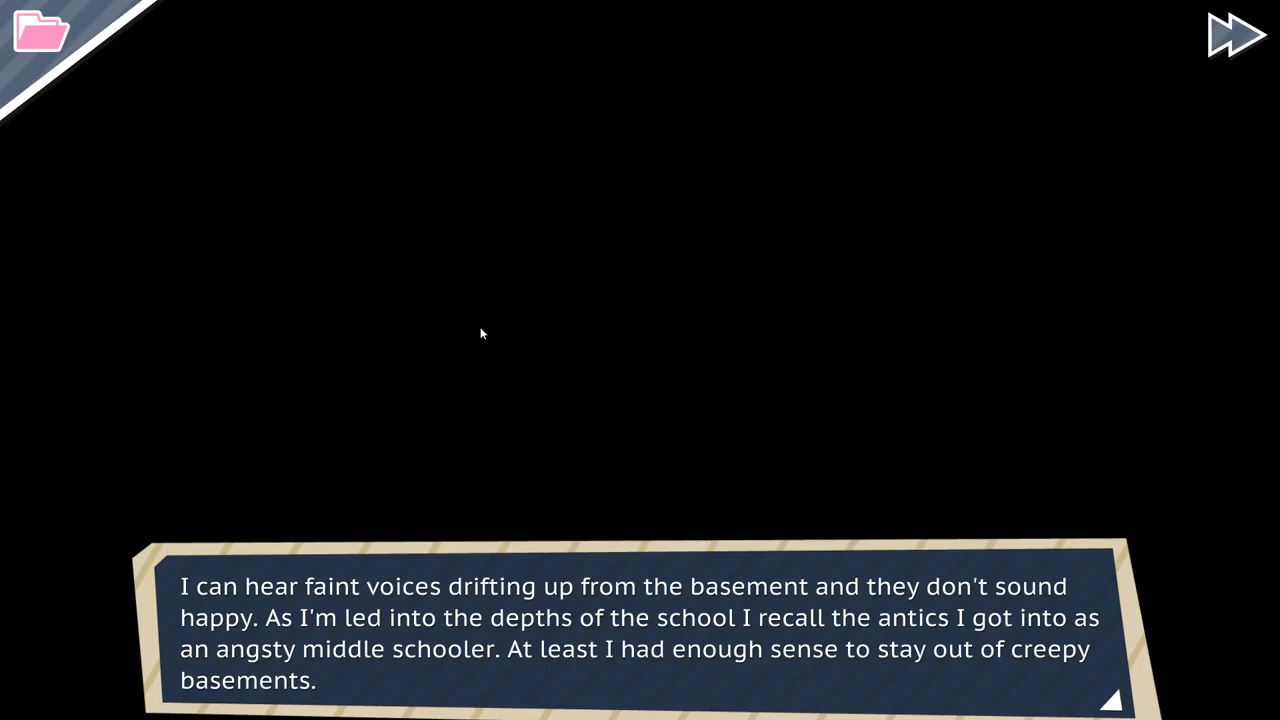 I can hear faint voices drifting up from the basement and they don't sound
happy. As I'm led into the depths of the school I recall the antics I got into as
an angsty middle schooler. At least I had enough sense to stay out of creepy
basements.